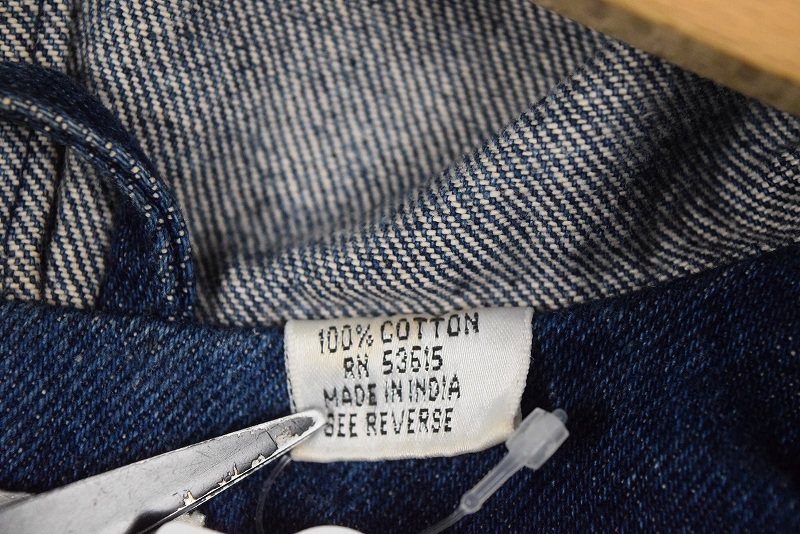 100% COTTON
RN 53615
MADE IN INDIA
SEE REVERSE